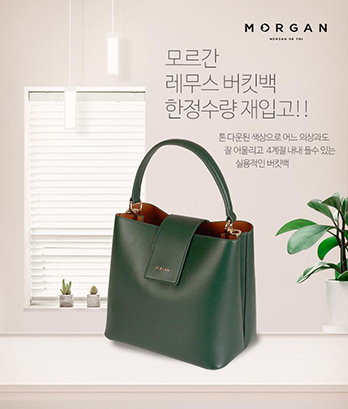 MORGAN
MORGAN DE TOI
모르간
레무스 버킷백
한정수량 재입고!!
톤 다운된 색상으로 어느 의상과도
잘 어울리고 4계절 내내 들수 있는
실용적인 버킷백
MORGAN